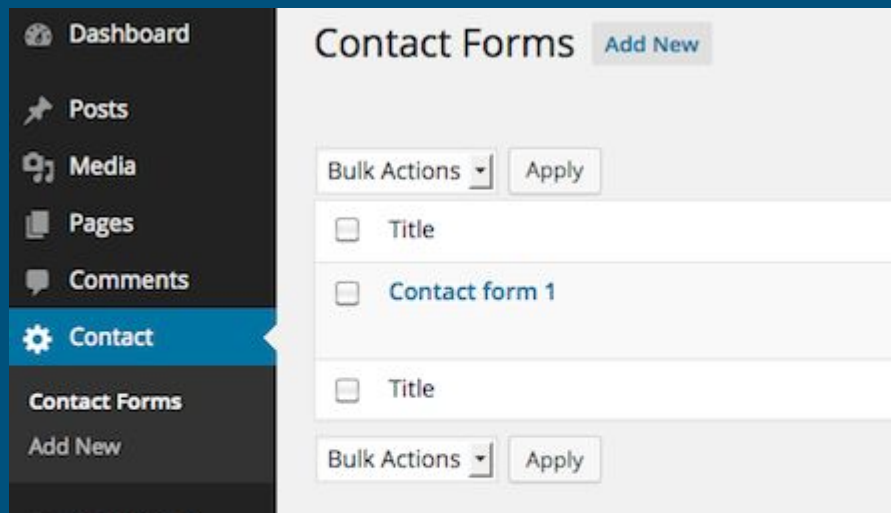 Dashboard
Posts
Media
Pages
Comments
Contact
Contact Forms
Add New
Contact Forms Add New
Bulk Actions Apply
Title
Contact form 1
Title
Bulk Actions Apply